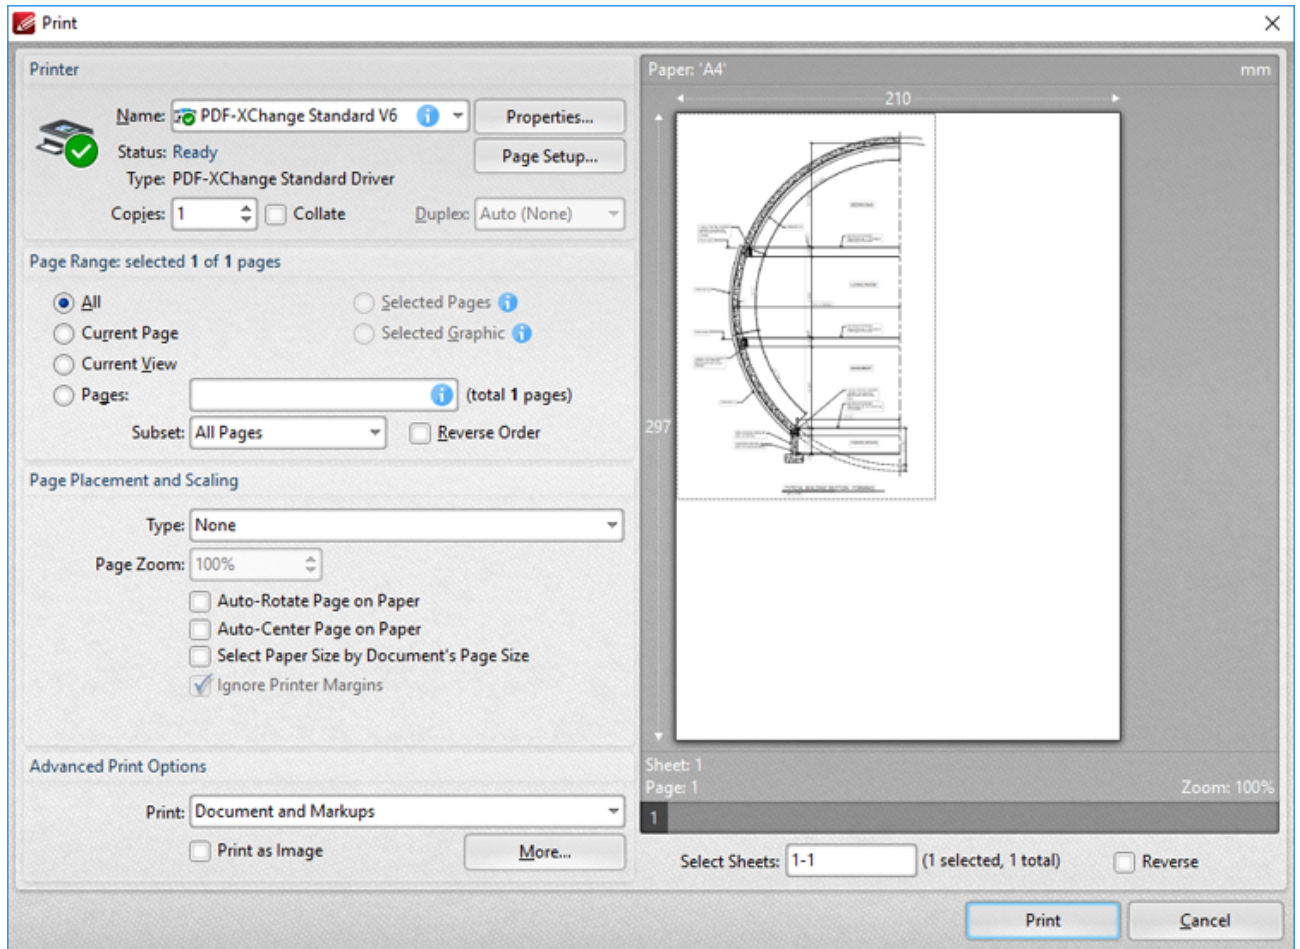 Print
Printer
Name: PDF-XChange Standard V6
Properties...
Status: Ready
Page Setup...
Type: PDF-XChange Standard Driver
Copies: 1
Collate
Duplex: Auto (None)
Page Range: selected 1 of 1 pages
All
Selected Pages
Current Page
Selected Graphic
Current View
Pages:
(total 1 pages)
Subset: All Pages
Reverse Order
Page Placement and Scaling
Type: None
Page Zoom: 100%
Auto-Rotate Page on Paper
Auto-Center Page on Paper
Select Paper Size by Document's Page Size
Ignore Printer Margins
Advanced Print Options
Print: Document and Markups
Print as Image
More...
Paper: 'A4'
mm
210
297
Sheet: 1
Page: 1
Zoom: 100%
1
Select Sheets: 1-1 (1 selected, 1 total)
Reverse
Print
Cancel